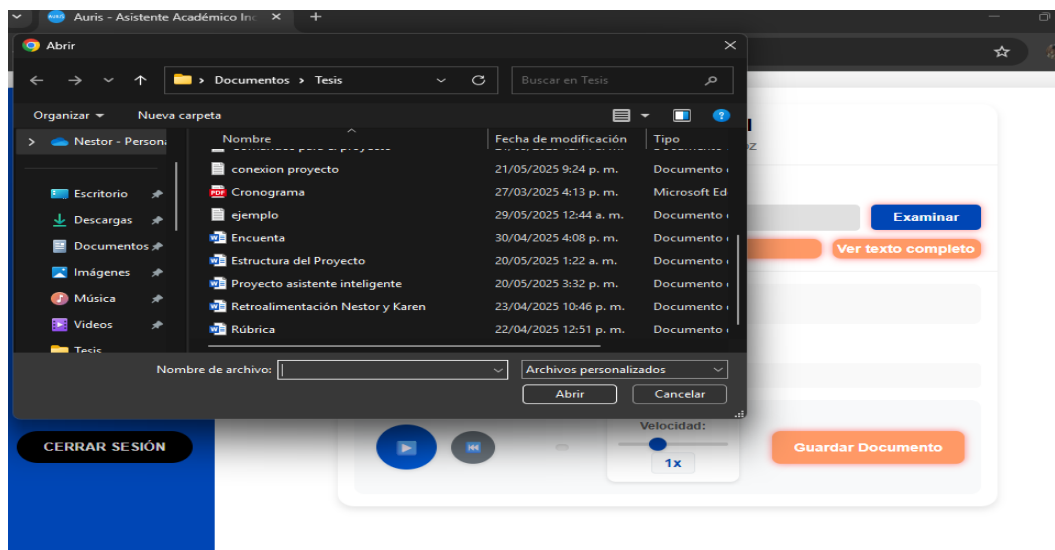 Auris - Asistente Académico Inc
Abrir
Documentos > Tesis
Buscar en Tesis
Organizar
Nueva carpeta
Nestor - Person
Nombre
Fecha de modificación
Tipo
conexion proyecto 21/05/2025 9:24 p. m. Documento
Cronograma 27/03/2025 4:13 p. m. Microsoft Ed
ejemplo 29/05/2025 12:44 a. m. Documento
Encuenta 30/04/2025 4:08 p. m. Documento
Estructura del Proyecto 20/05/2025 1:22 a. m. Documento
Proyecto asistente inteligente 20/05/2025 3:32 p. m. Documento
Retroalimentación Nestor y Karen 23/04/2025 10:46 p. m. Documento
Rúbrica 22/04/2025 12:51 p. m. Documento
Escritorio
Descargas
Documentos
Imágenes
Música
Videos
Tesis
Nombre de archivo:
Archivos personalizados
Abrir
Cancelar
Examinar
Ver texto completo
CERRAR SESIÓN
Velocidad:
1x
Guardar Documento